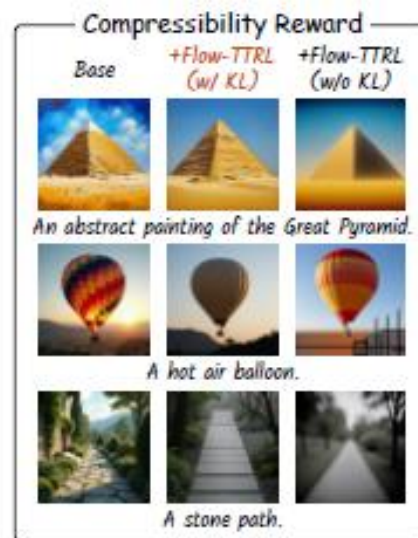 Compressibility Reward
Base
+Flow-TTRL
(w/ KL)
+Flow-TTRL
(w/o KL)
An abstract painting of the Great Pyramid.
A hot air balloon.
A stone path.